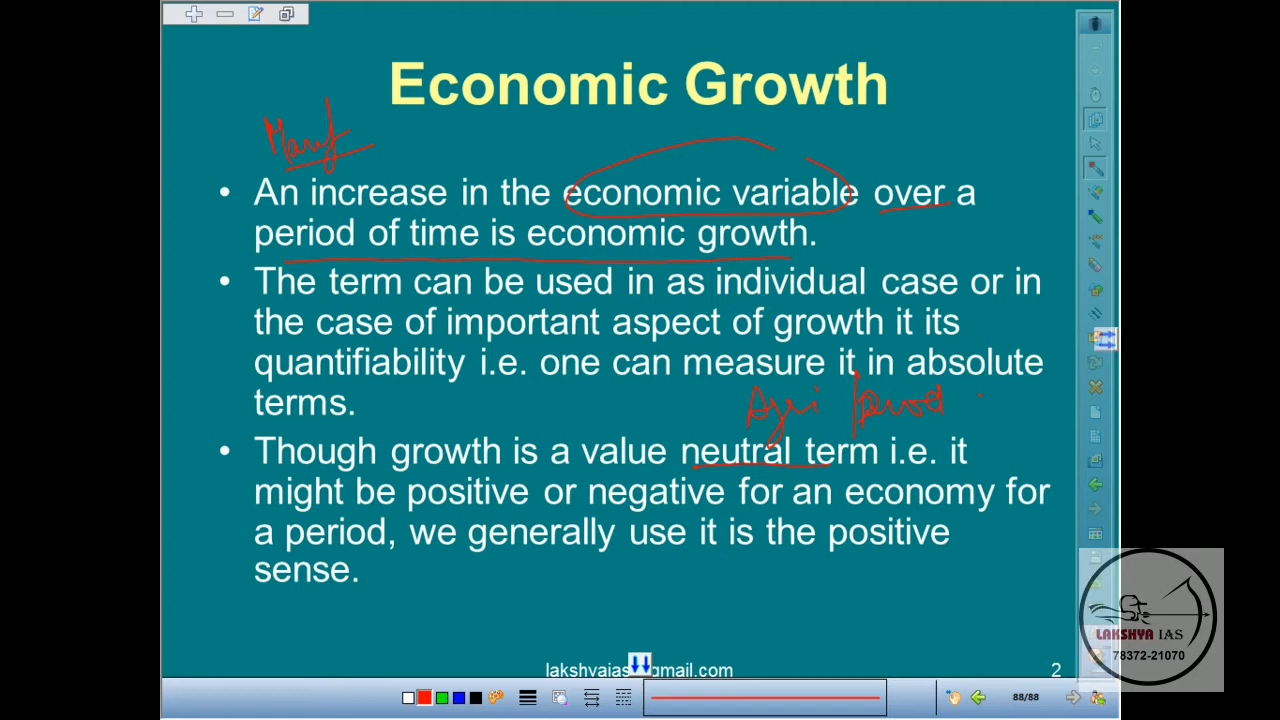 Economic Growth
Manf
• An increase in the economic variable over a
period of time is economic growth.
• The term can be used in as individual case or in
the case of important aspect of growth it its
quantifiability i.e. one can measure it in absolute
terms.
Agri Prod
• Though growth is a value neutral term i.e. it
might be positive or negative for an economy for
a period, we generally use it is the positive
sense.
LAKSHYA IAS
78372-21070
lakshyaias gmail.com
2
88/88